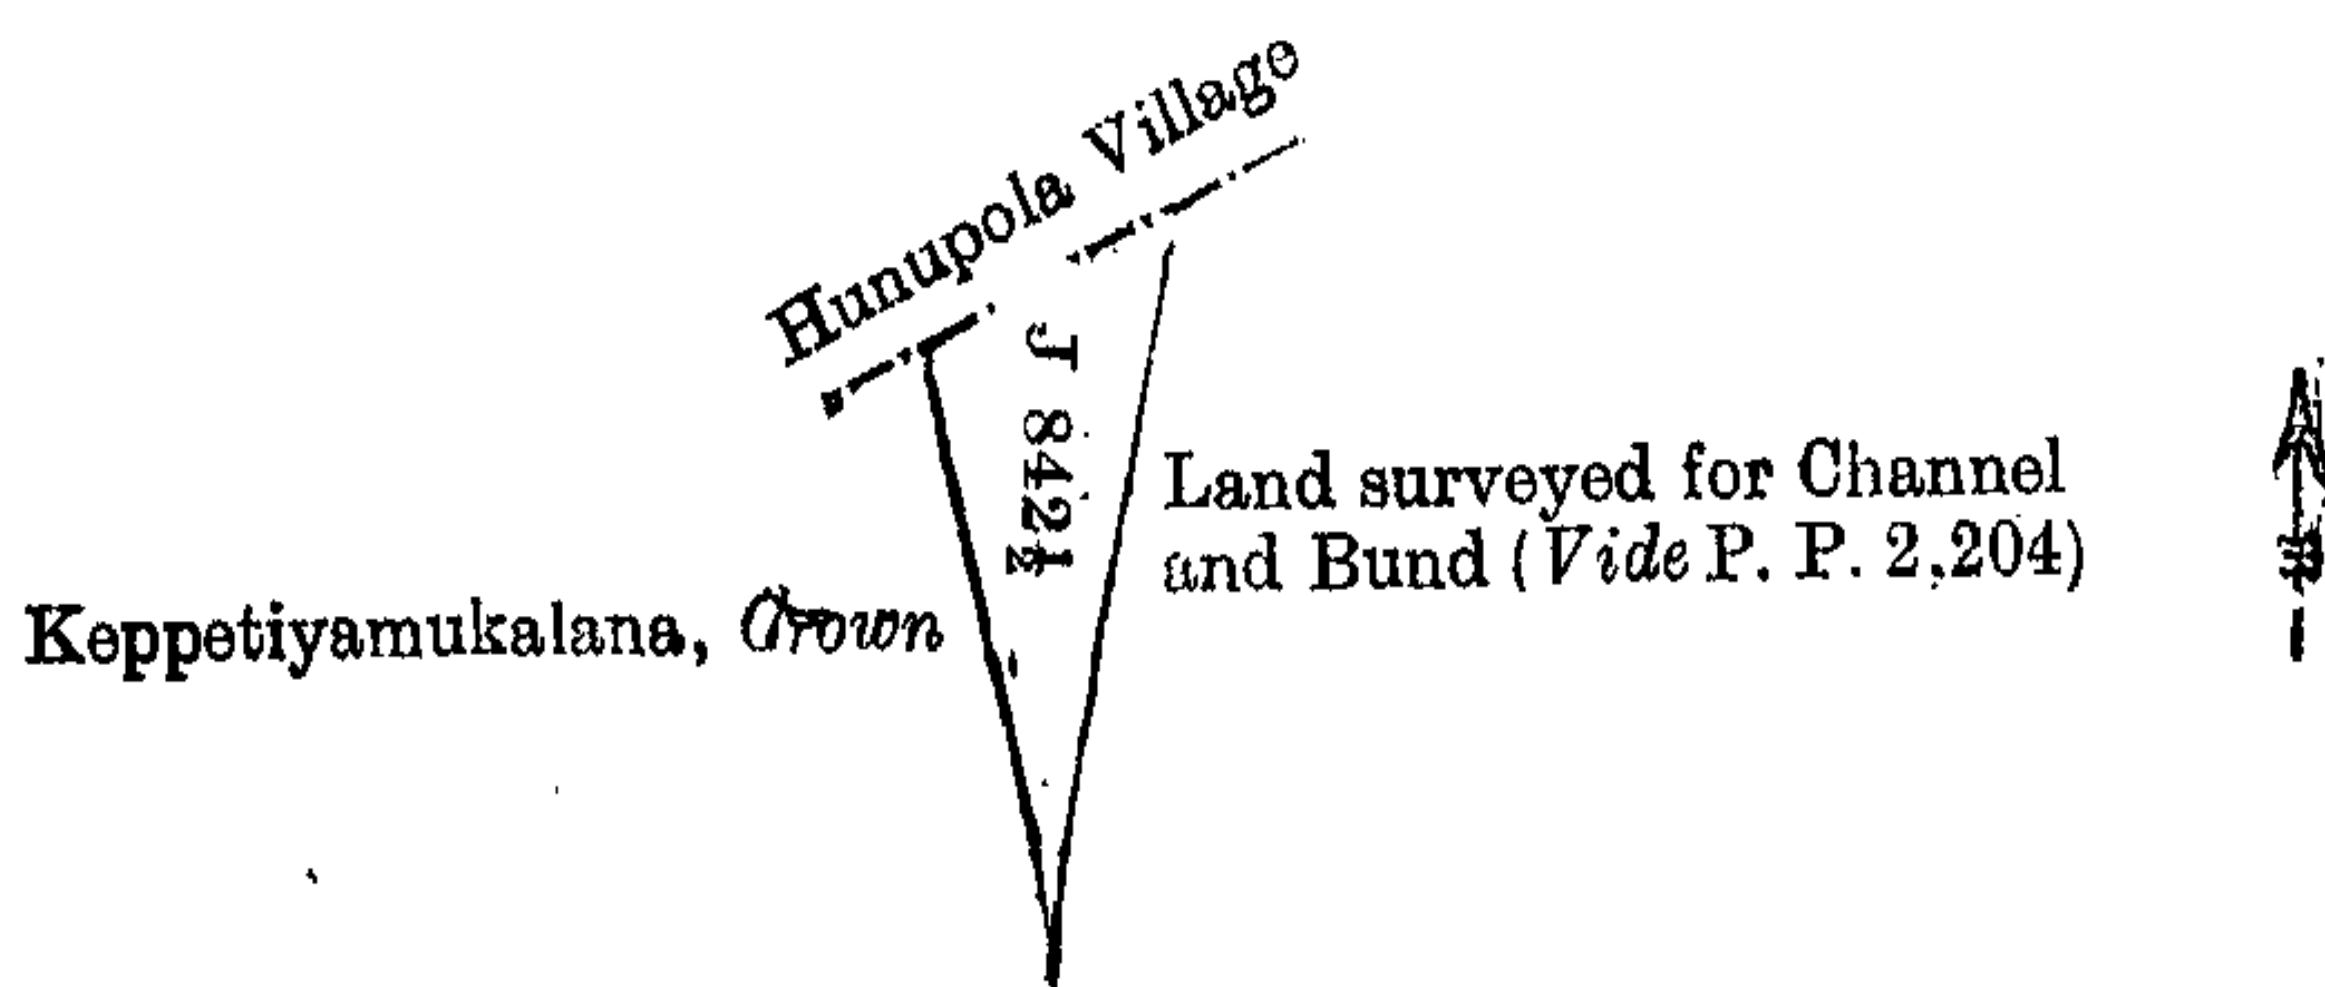 Hunupola Village
J 842½
Land surveyed for Channel
and Bund (Vide P. P. 2,204)
Keppetiyamukalana, Crown